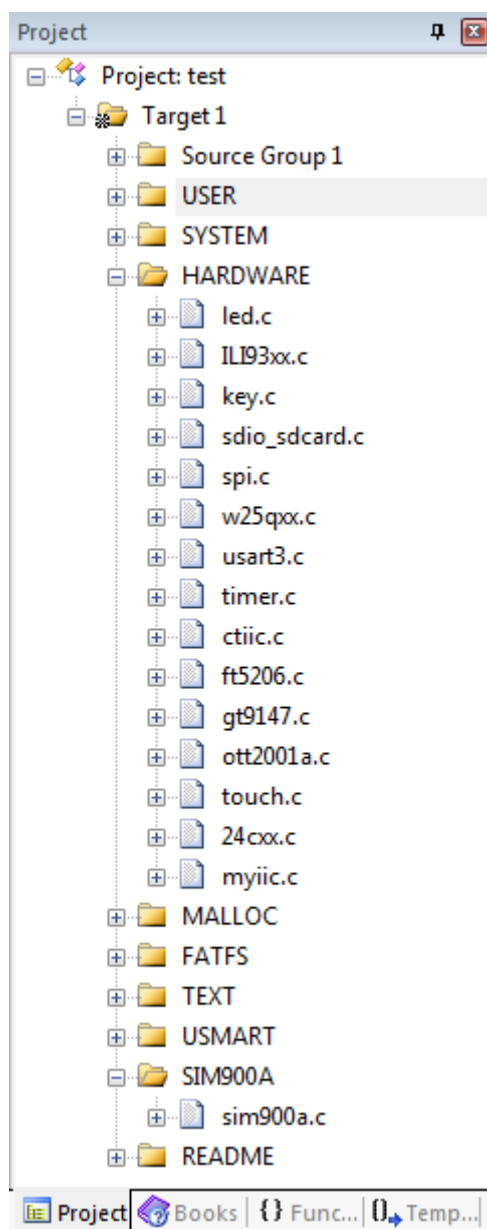 Project
Project: test
Target 1
Source Group 1
USER
SYSTEM
HARDWARE
led.c
ILI93xx.c
key.c
sdio_sdcard.c
spi.c
w25qxx.c
usart3.c
timer.c
ctiic.c
ft5206.c
gt9147.c
ott2001a.c
touch.c
24cxx.c
myiic.c
MALLOC
FATFS
TEXT
USMART
SIM900A
sim900a.c
README
Project Books {} Func... 0 Temp...